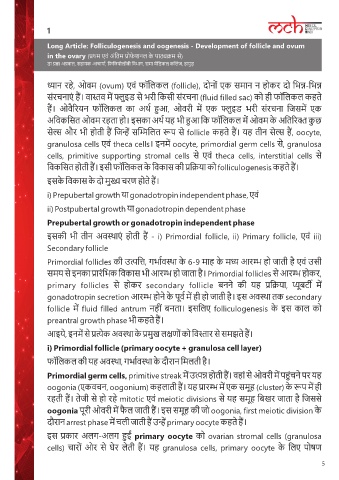 1
mch
Long Article: Folliculogenesis and oogenesis - Development of follicle and ovum
in the ovary (प्रथम एवं अंतिम प्रोफेशनल के पाठ्यक्रम से)
ध्यान रहे, ओवम (ovum) एवं फॉलिकल (follicle), दोनों एक समान न होकर दो भिन्न-भिन्न
संरचनाएं हैं। वास्तव में फ्लुइड से भरी किसी संरचना (fluid filled sac) को ही फॉलिकल कहते
हैं। ओवेरियन फॉलिकल का अर्थ हुआ, ओवरी में एक फ्लुइड भरी संरचना जिसमें एक
अविकसित ओवम रहता हो। इसका अर्थ यह भी हुआ कि फॉलिकल में ओवम के अतिरिक्त कुछ
सेल्स और भी होती हैं जिन्हें सम्मिलित रूप से follicle कहते हैं। यह तीन सेल्स हैं, oocyte,
granulosa cells एवं theca cells। इनमें oocyte, primordial germ cells से, granulosa
cells, primitive supporting stromal cells से एवं theca cells, interstitial cells से
विकसित होती हैं। इसी फॉलिकल के विकास की प्रक्रिया को folliculogenesis कहते हैं।
इसके विकास के दो मुख्य चरण होते हैं।
i) Prepubertal growth या gonadotropin independent phase, एवं
ii) Postpubertal growth या gonadotropin dependent phase
Prepubertal growth or gonadotropin independent phase
इसकी भी तीन अवस्थाएं होती हैं - i) Primordial follicle, ii) Primary follicle, एवं iii)
Secondary follicle
Primordial follicles की उत्पत्ति, गर्भावस्था के 6-9 माह के मध्य आरम्भ हो जाती है एवं उसी
समय से इनका प्रारंभिक विकास भी आरम्भ हो जाता है। Primordial follicles से आरम्भ होकर,
primary follicles से होकर secondary follicle बनने की यह प्रक्रिया, प्यूबर्टी में
gonadotropin secretion आरम्भ होने के पूर्व में ही हो जाती है। इस अवस्था तक secondary
follicle में fluid filled antrum नहीं बनता। इसलिए folliculogenesis के इस काल को
preantral growth phase भी कहते हैं।
आइये, इनमें से प्रत्येक अवस्था के प्रमुख लक्षणों को विस्तार से समझते हैं।
i) Primordial follicle (primary oocyte + granulosa cell layer)
फॉलिकल की यह अवस्था, गर्भावस्था के दौरान मिलती है।
Primordial germ cells, primitive streak में उत्पन्न होती हैं। वहां से ओवरी में पहुंचने पर यह
oogonia (एकवचन, oogonium) कहलाती हैं। यह प्रारम्भ में एक समूह (cluster) के रूप में ही
रहती हैं। तेजी से हो रहे mitotic एवं meiotic divisions से यह समूह बिखर जाता है जिससे
oogonia पूरी ओवरी में फैल जाती हैं। इस समूह की जो oogonia, first meiotic division के
दौरान arrest phase में चली जाती हैं उन्हें primary oocyte कहते हैं।
इस प्रकार अलग-अलग हुई primary oocyte को ovarian stromal cells (granulosa
cells) चारों ओर से घेर लेती हैं। यह granulosa cells, primary oocyte के लिए पोषण
5